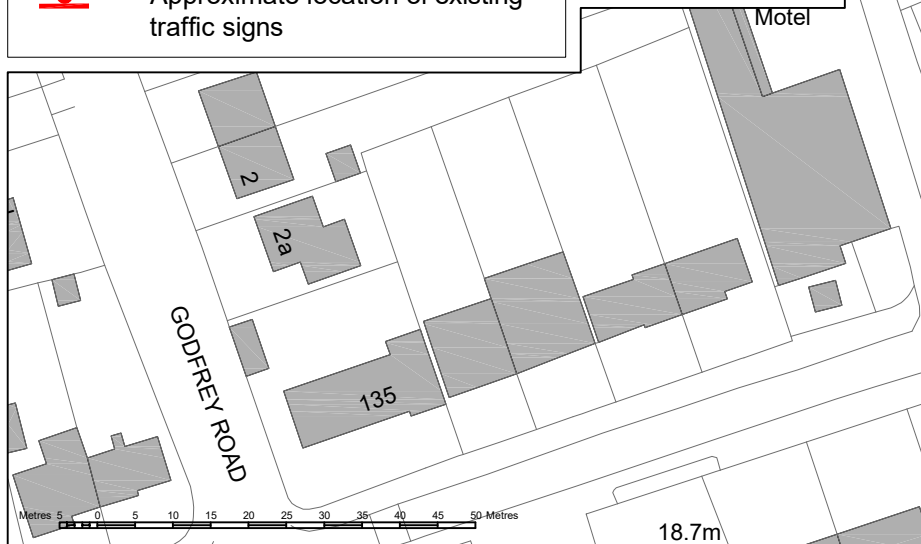 Approximate location of existing
traffic signs
Motel
2
2a
GODFREY ROAD
135
Metres 5 0 5 10 15 20 25 30 35 40 45 50 Metres
18.7m